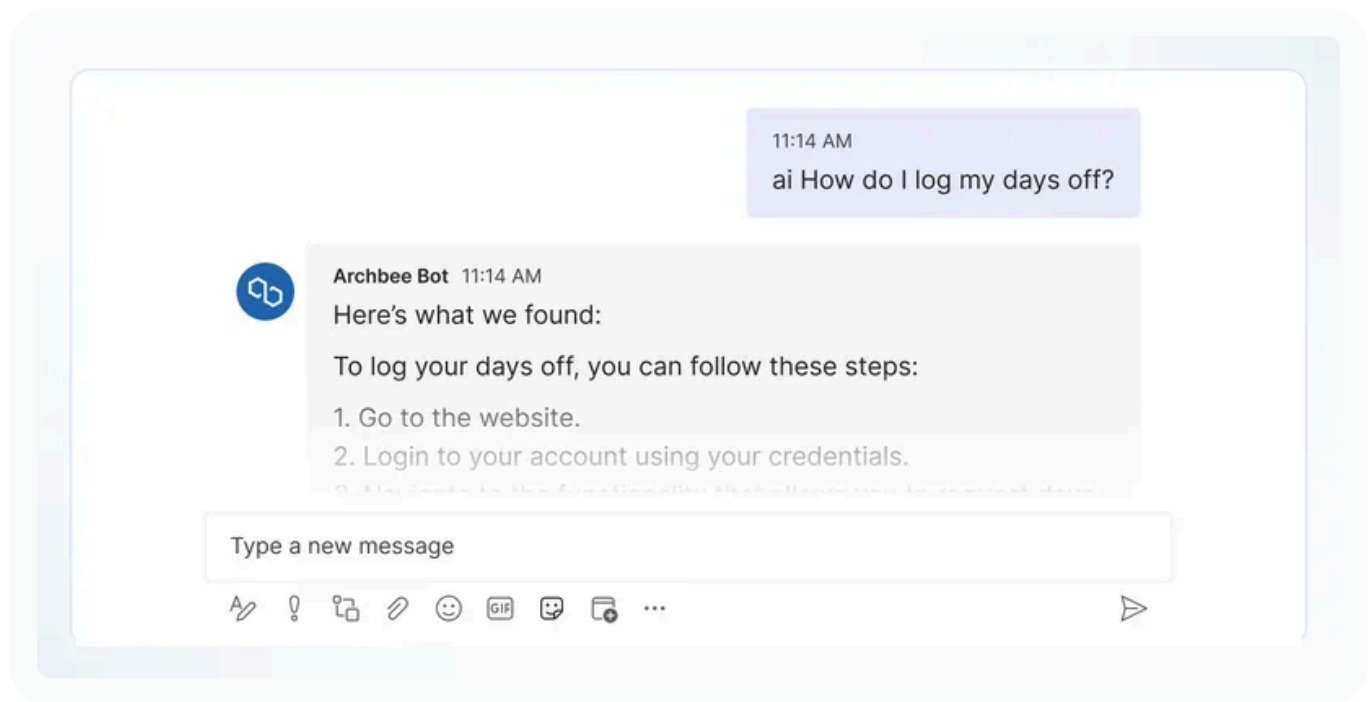 11:14 AM
ai How do I log my days off?
Archbee Bot 11:14 AM
Here’s what we found:
To log your days off, you can follow these steps:
1. Go to the website.
2. Login to your account using your credentials.
Type a new message
GIF